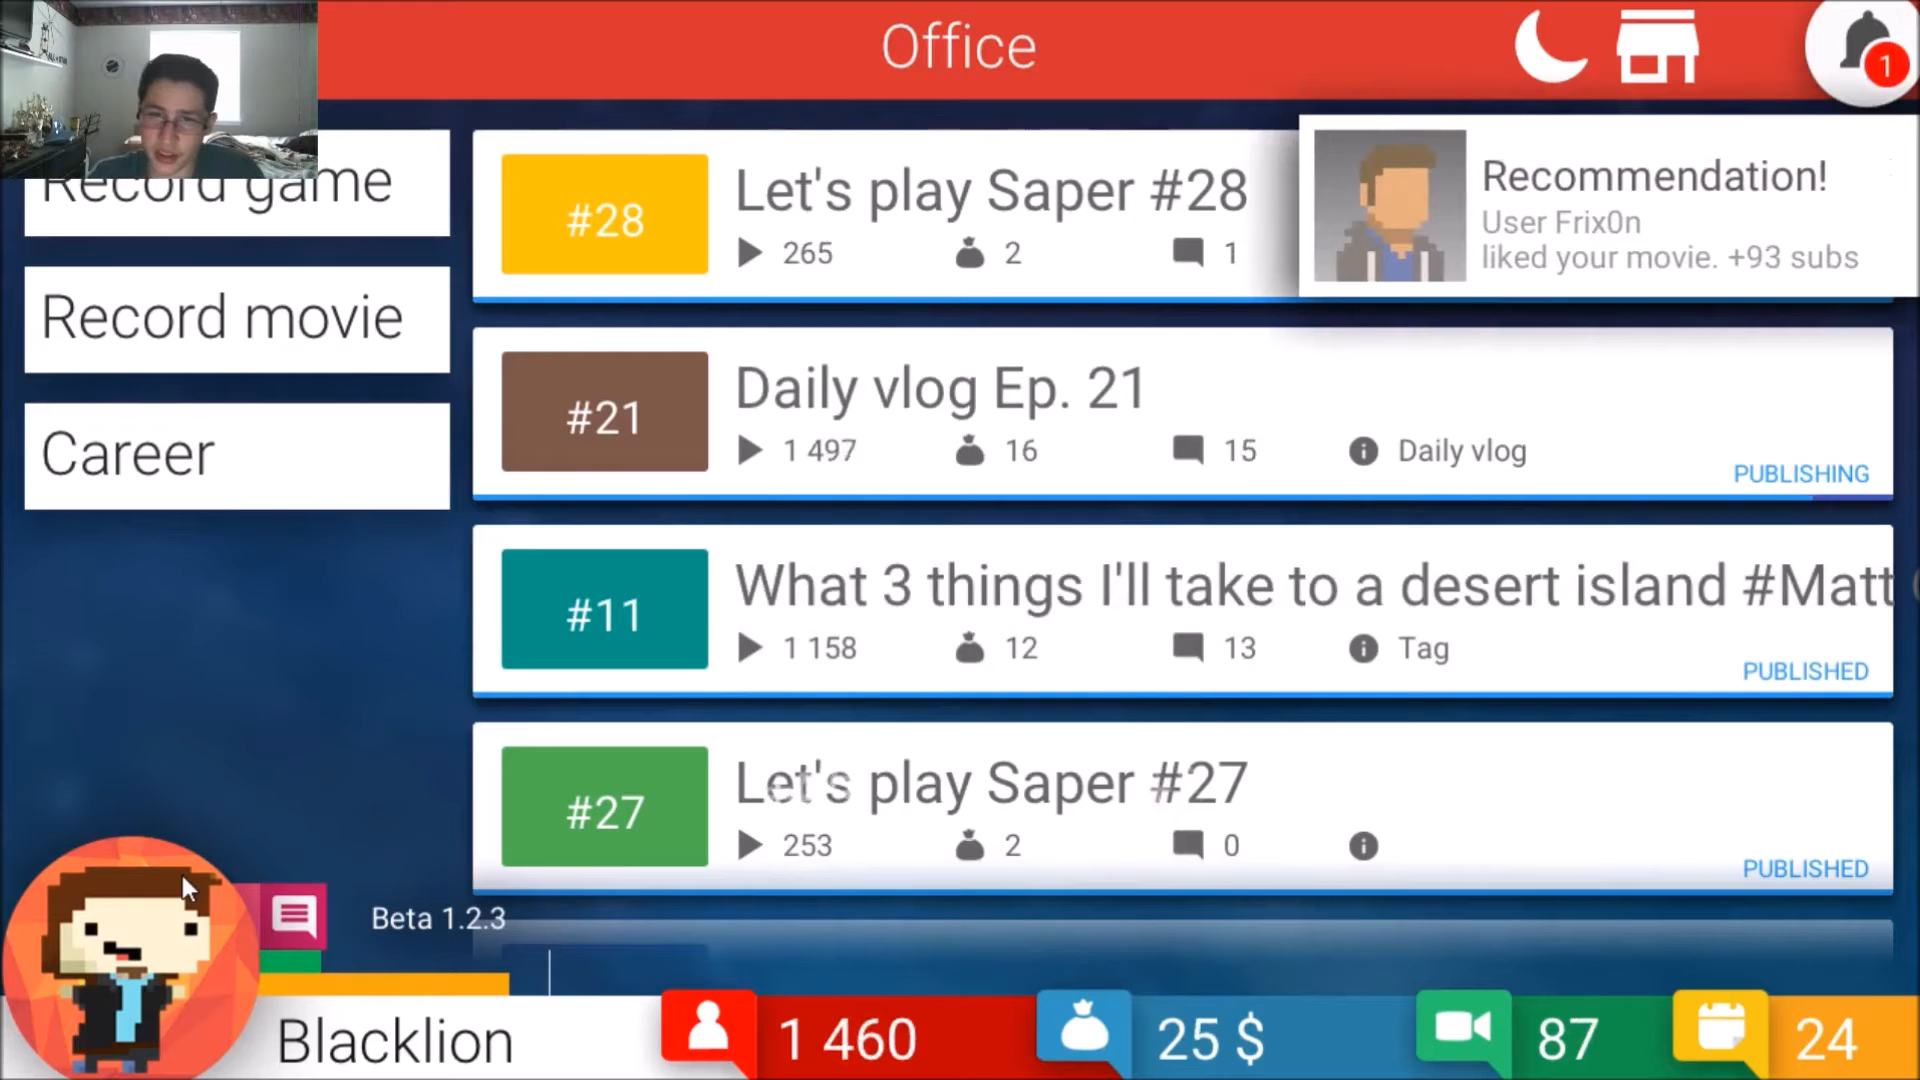 Office
1
Record game
Record movie
Career
#28
Let's play Saper #28
265
2
1
Recommendation!
User Frix0n
liked your movie. +93 subs
#21
Daily vlog Ep. 21
1 497
16
15
Daily vlog
PUBLISHING
#11
What 3 things I'll take to a desert island #Matt
1 158
12
13
Tag
PUBLISHED
#27
Let's play Saper #27
253
2
0
PUBLISHED
Beta 1.2.3
Blacklion
1 460
25 $
87
24